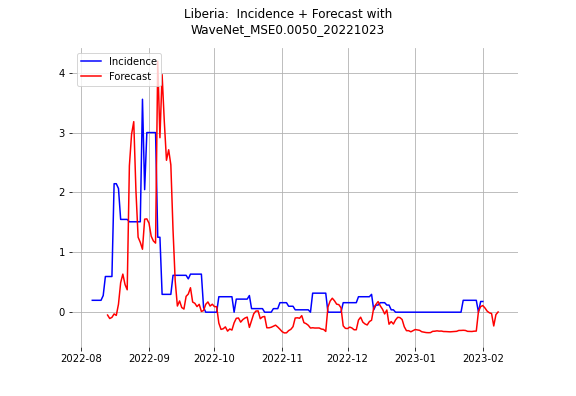 Liberia:  Incidence + Forecast with
WaveNet_MSE0.0050_20221023
Incidence
Forecast
4
3
2
1
0
2022-08 2022-09 2022-10 2022-11 2022-12 2023-01 2023-02